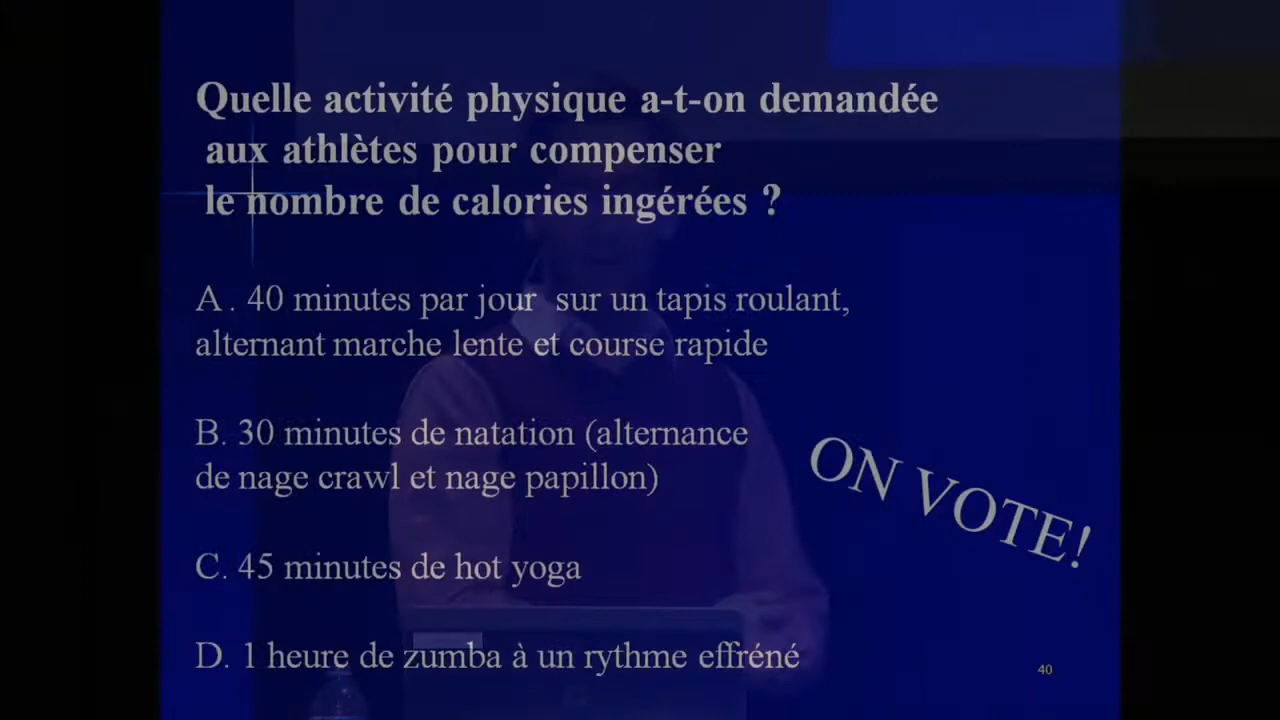 Quelle activité physique a-t-on demandée
aux athlètes pour compenser
le nombre de calories ingérées ?
A . 40 minutes par jour sur un tapis roulant,
alternant marche lente et course rapide
B. 30 minutes de natation (alternance
de nage crawl et nage papillon)
ON VOTE!
C. 45 minutes de hot yoga
D. 1 heure de zumba à un rythme effréné
40